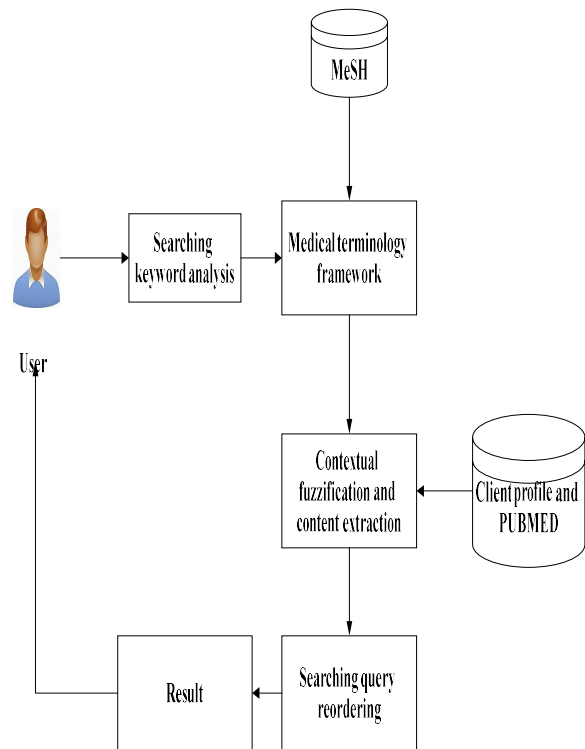 MeSH
Searching
keyword analysis
Medical terminology
framework
User
Contextual
fuzzification and
content extraction
Client profile and
PUBMED
Result
Searching query
reordering